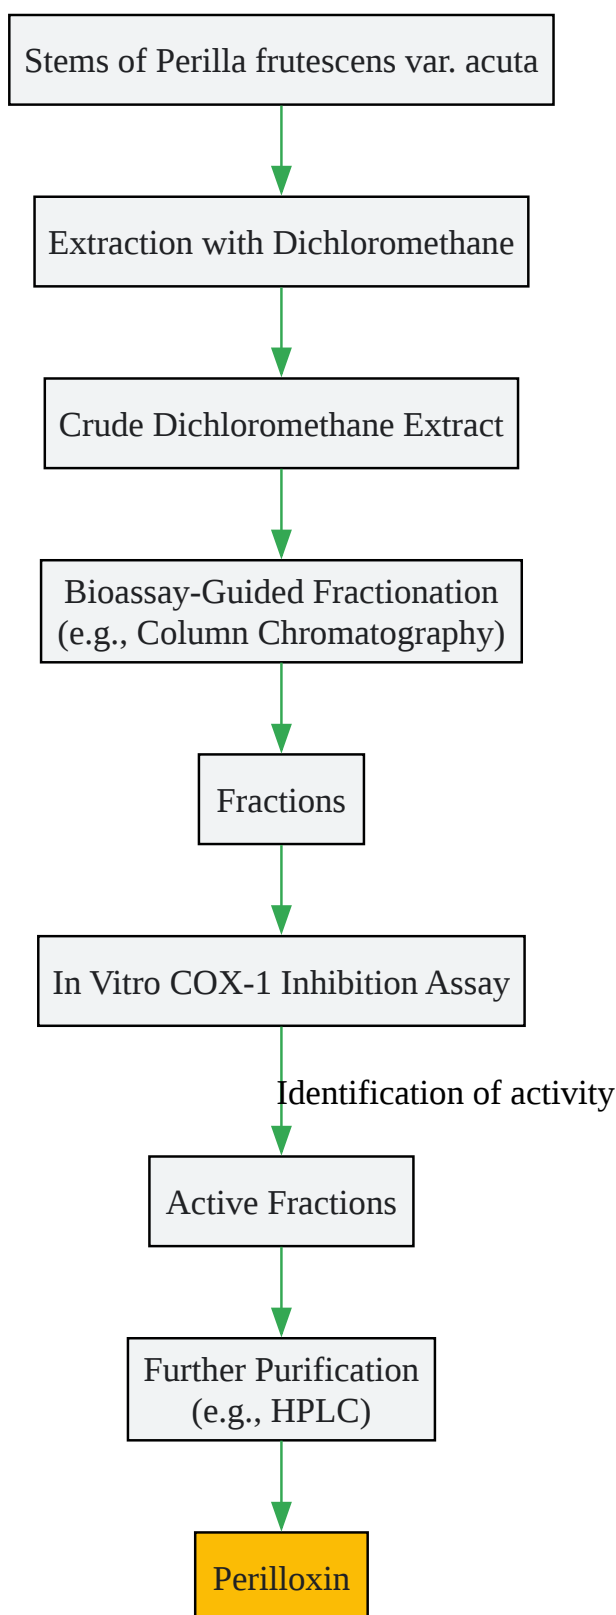 Stems of Perilla frutescens var. acuta
Extraction with Dichloromethane
Crude Dichloromethane Extract
Bioassay-Guided Fractionation
(e.g., Column Chromatography)
Fractions
In Vitro COX-1 Inhibition Assay
Identification of activity
Active Fractions
Further Purification
(e.g., HPLC)
Perilloxin